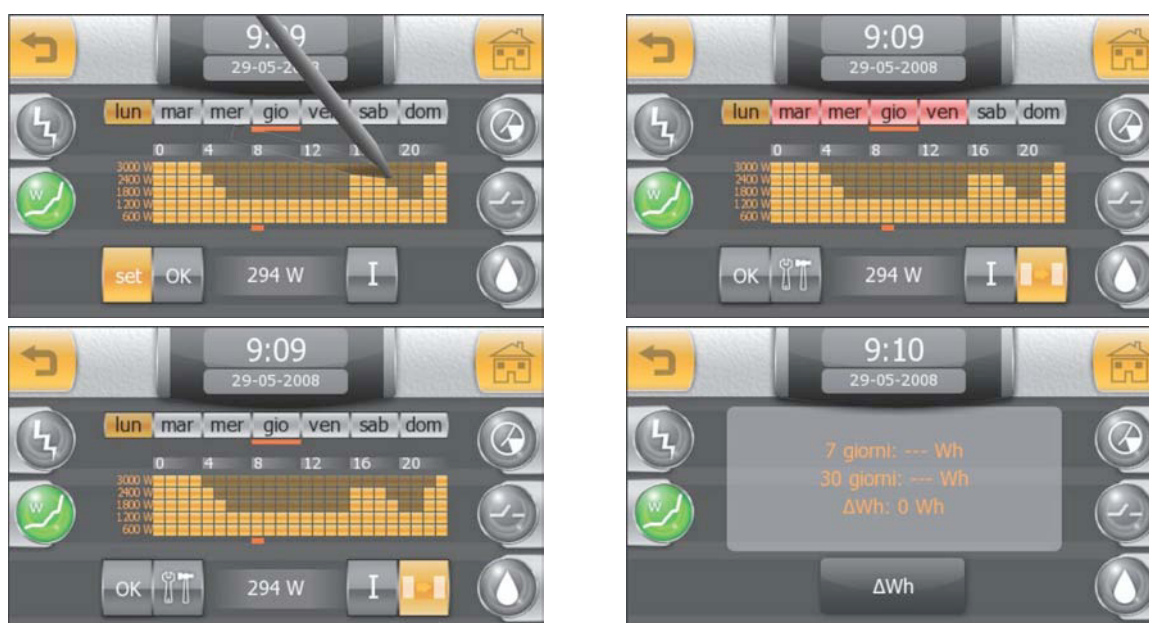 9:09
29-05-2008
lun mar mer gio ven sab dom
0 4 8 12 20
3000 W
2400 W
1800 W
1200 W
600 W
W
set OK 294 W I
9:09
29-05-2008
lun mar mer gio ven sab dom
0 4 8 12 16 20
3000 W
2400 W
1800 W
1200 W
600 W
W
OK 294 W I
9:09
29-05-2008
lun mar mer gio ven sab dom
0 4 8 12 16 20
3000 W
2400 W
1800 W
1200 W
600 W
W
OK 294 W I
9:10
29-05-2008
7 giorni: --- Wh
30 giorni: --- Wh
ΔWh: 0 Wh
W
ΔWh